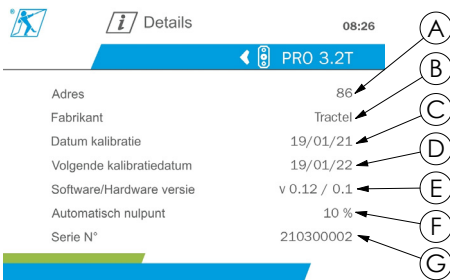 i Details 08:26
PRO 3.2T
Adres 86
Fabrikant Tractel
Datum kalibratie 19/01/21
Volgende kalibratiedatum 19/01/22
Software/Hardware versie v 0.12 / 0.1
Automatisch nulpunt 10 %
Serie N° 210300002
A
B
C
D
E
F
G